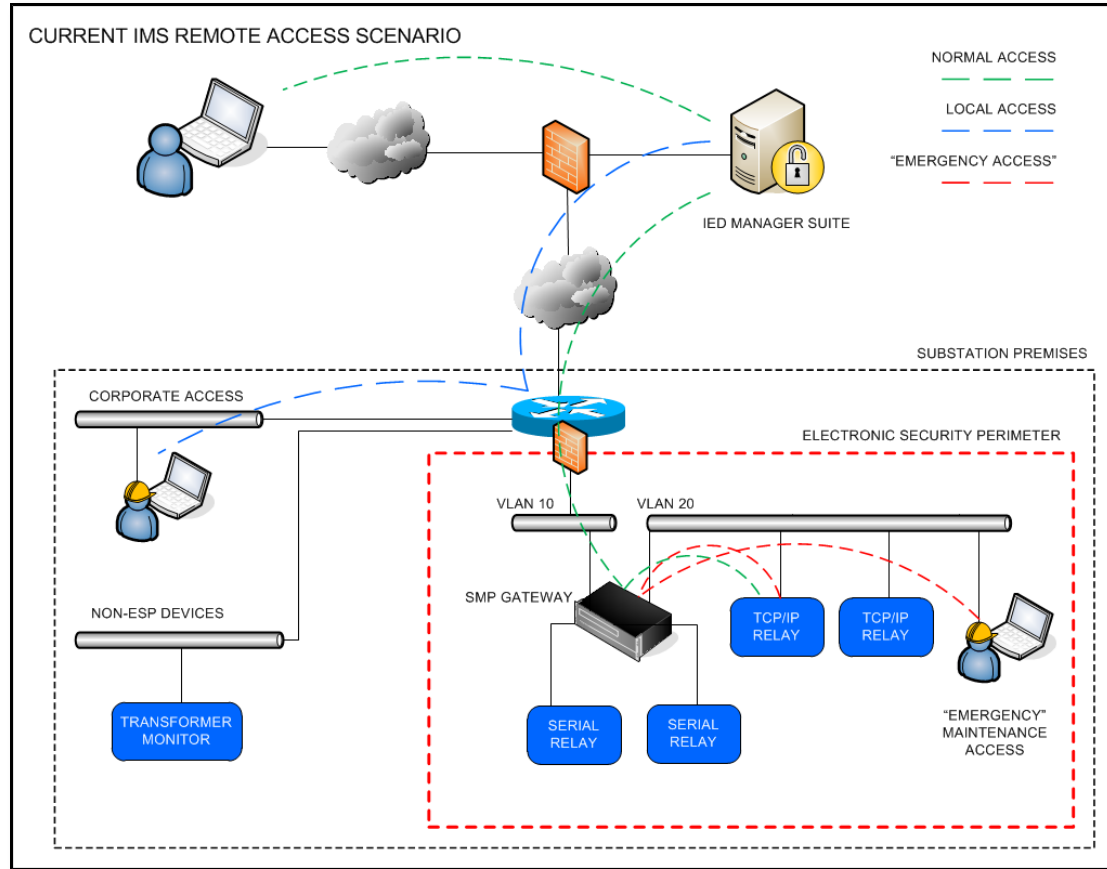 CURRENT IMS REMOTE ACCESS SCENARIO
NORMAL ACCESS
LOCAL ACCESS
“EMERGENCY ACCESS”
IED MANAGER SUITE
SUBSTATION PREMISES
CORPORATE ACCESS
ELECTRONIC SECURITY PERIMETER
VLAN 10
VLAN 20
SMP GATEWAY
NON-ESP DEVICES
TCP/IP
RELAY
TCP/IP
RELAY
TRANSFORMER
MONITOR
SERIAL
RELAY
SERIAL
RELAY
“EMERGENCY”
MAINTENANCE
ACCESS